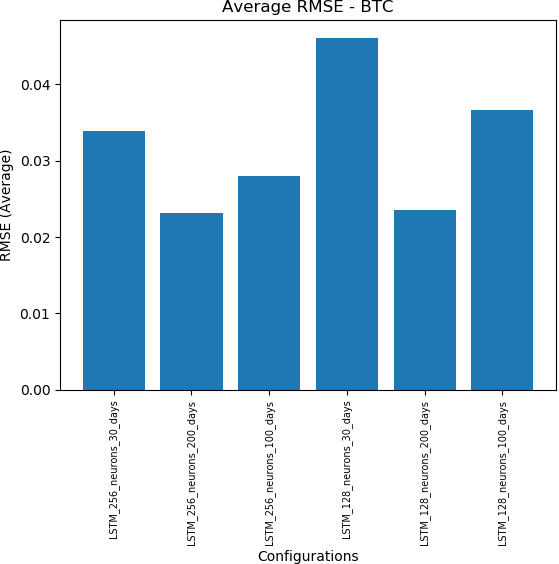 Average RMSE - BTC
RMSE (Average)
0.04
0.03
0.02
0.01
0.00
LSTM_256_neurons_30_days
LSTM_256_neurons_200_days
LSTM_256_neurons_100_days
LSTM_128_neurons_30_days
LSTM_128_neurons_200_days
LSTM_128_neurons_100_days
Configurations